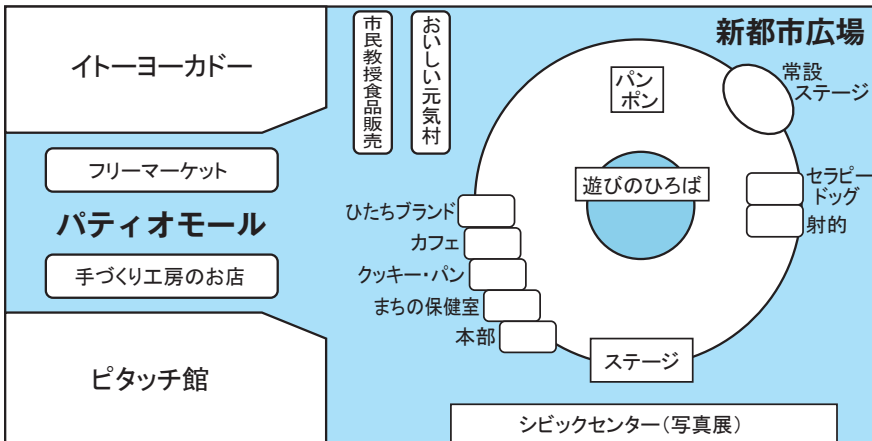 イトーヨーカドー
フリーマーケット
パティオモール
手づくり工房のお店
ピタッチ館
市民教授食品販売
おいしい元気村
新都市広場
常設
ステージ
パン
ポン
遊びのひろば
セラピー
ドッグ
射的
ひたちブランド
カフェ
クッキー・パン
まちの保健室
本部
ステージ
シビックセンター(写真展)